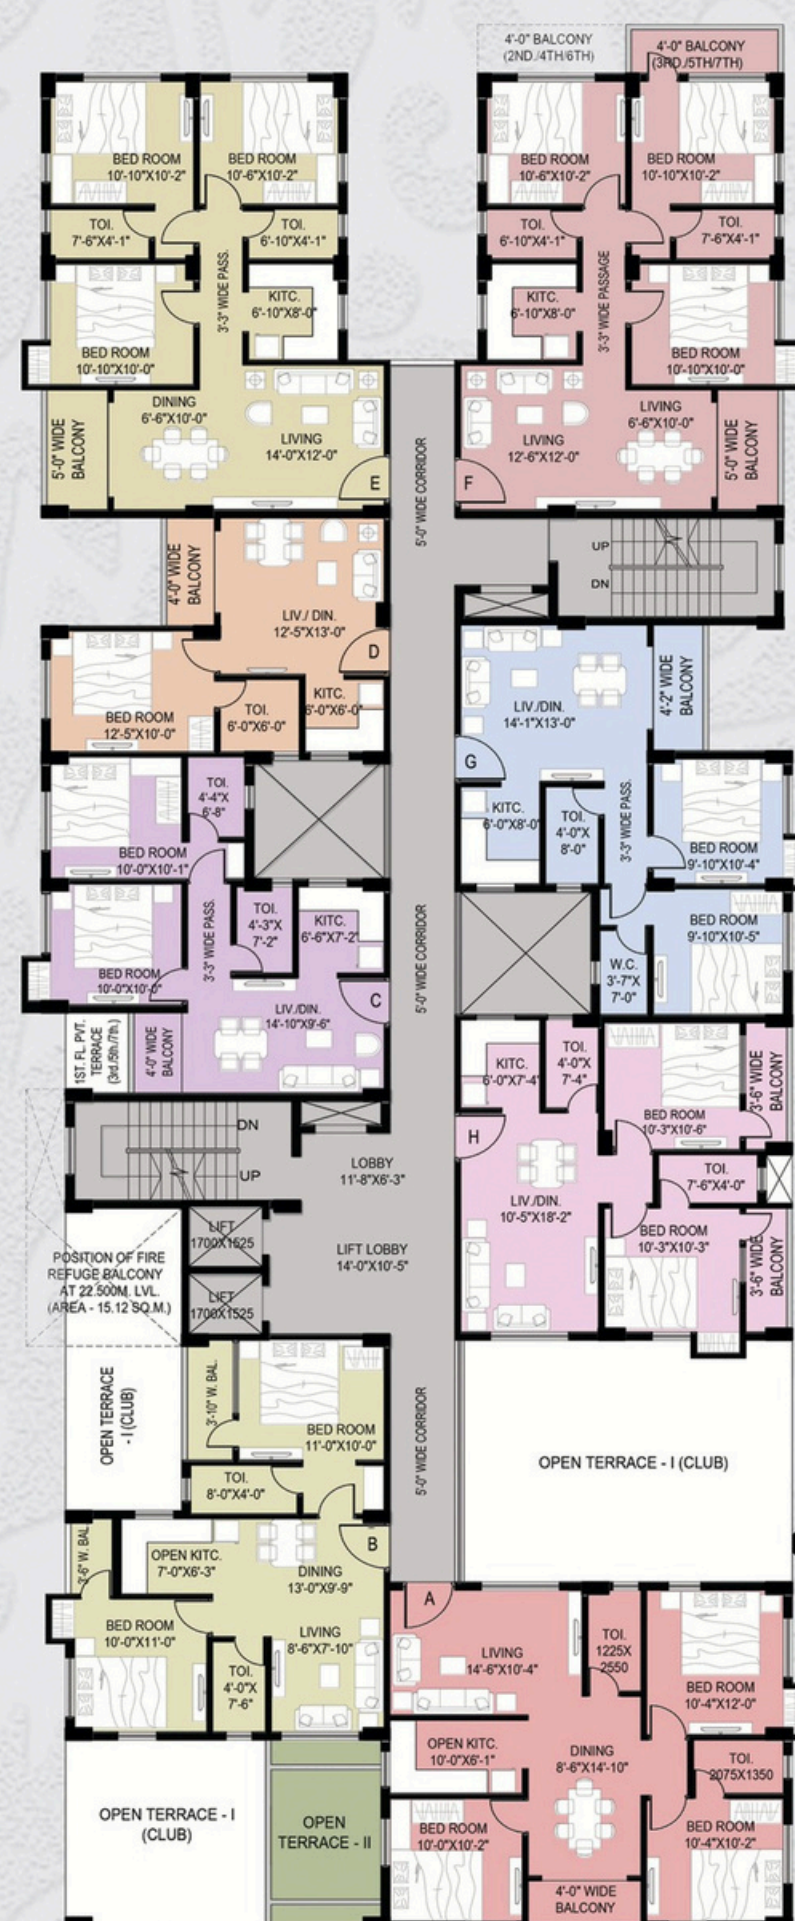 4'-0" BALCONY
(2ND./4TH/6TH)
4'-0" BALCONY
(3RD./5TH/7TH)
BED ROOM
10'-10"X10'-2"
BED ROOM
10'-6"X10'-2"
TOI.
7'-6"X4'-1"
TOI.
6'-10"X4'-1"
3'-3" WIDE PASS.
KITC.
6'-10"X8'-0"
BED ROOM
10'-10"X10'-0"
DINING
6'-6"X10'-0"
5'-0" WIDE
BALCONY
LIVING
14'-0"X12'-0"
E
BED ROOM
10'-6"X10'-2"
BED ROOM
10'-10"X10'-2"
TOI.
6'-10"X4'-1"
TOI.
7'-6"X4'-1"
3'-3" WIDE PASSAGE
KITC.
6'-10"X8'-0"
BED ROOM
10'-10"X10'-0"
LIVING
6'-6"X10'-0"
LIVING
12'-6"X12'-0"
5'-0" WIDE
BALCONY
F
5'-0" WIDE CORRIDOR
UP
DN
4'-0" WIDE
BALCONY
LIV./ DIN.
12'-5"X13'-0"
D
BED ROOM
12'-5"X10'-0"
TOI.
6'-0"X6'-0"
KITC.
6'-0"X6'-0"
LIV./DIN.
14'-1"X13'-0"
4'-2" WIDE
BALCONY
G
KITC.
6'-0"X8'-0"
TOI.
4'-0"X
8'-0"
3'-3" WIDE PASS.
BED ROOM
9'-10"X10'-4"
BED ROOM
9'-10"X10'-5"
W.C.
3'-7"X
7'-0"
TOI.
4'-4"X
6'-8"
BED ROOM
10'-0"X10'-1"
3'-3" WIDE PASS.
TOI.
4'-3"X
7'-2"
KITC.
6'-6"X7'-2"
BED ROOM
10'-0"X10'-0"
C
LIV./DIN.
14'-10"X9'-6"
1ST. FL. PVT.
TERRACE
(3rd./5th./7th.)
4'-0" WIDE
BALCONY
5'-0" WIDE CORRIDOR
KITC.
6'-0"X7'-4"
TOI.
4'-0"X
7'-4"
BED ROOM
10'-3"X10'-6"
3'-6" WIDE
BALCONY
H
TOI.
7'-6"X4'-0"
LIV./DIN.
10'-5"X18'-2"
BED ROOM
10'-3"X10'-3"
3'-6" WIDE
BALCONY
DN
UP
LOBBY
11'-8"X6'-3"
LIFT
1700X1525
LIFT LOBBY
14'-0"X10'-5"
LIFT
1700X1525
POSITION OF FIRE
REFUGE BALCONY
AT 22.500M. LVL.
(AREA - 15.12 SQ.M.)
OPEN TERRACE
- I (CLUB)
3'-10" W. BAL.
BED ROOM
11'-0"X10'-0"
5'-0" WIDE CORRIDOR
OPEN TERRACE - I (CLUB)
TOI.
8'-0"X4'-0"
B
3'-6" W. BAL.
OPEN KITC.
7'-0"X6'-3"
DINING
13'-0"X9'-9"
BED ROOM
10'-0"X11'-0"
LIVING
8'-6"X7'-10"
TOI.
4'-0"X
7'-6"
A
LIVING
14'-6"X10'-4"
TOI.
1225X
2550
BED ROOM
10'-4"X12'-0"
OPEN KITC.
10'-0"X6'-1"
DINING
8'-6"X14'-10"
TOI.
2075X1350
BED ROOM
10'-0"X10'-2"
BED ROOM
10'-4"X10'-2"
4'-0" WIDE
BALCONY
OPEN TERRACE - I
(CLUB)
OPEN
TERRACE - II